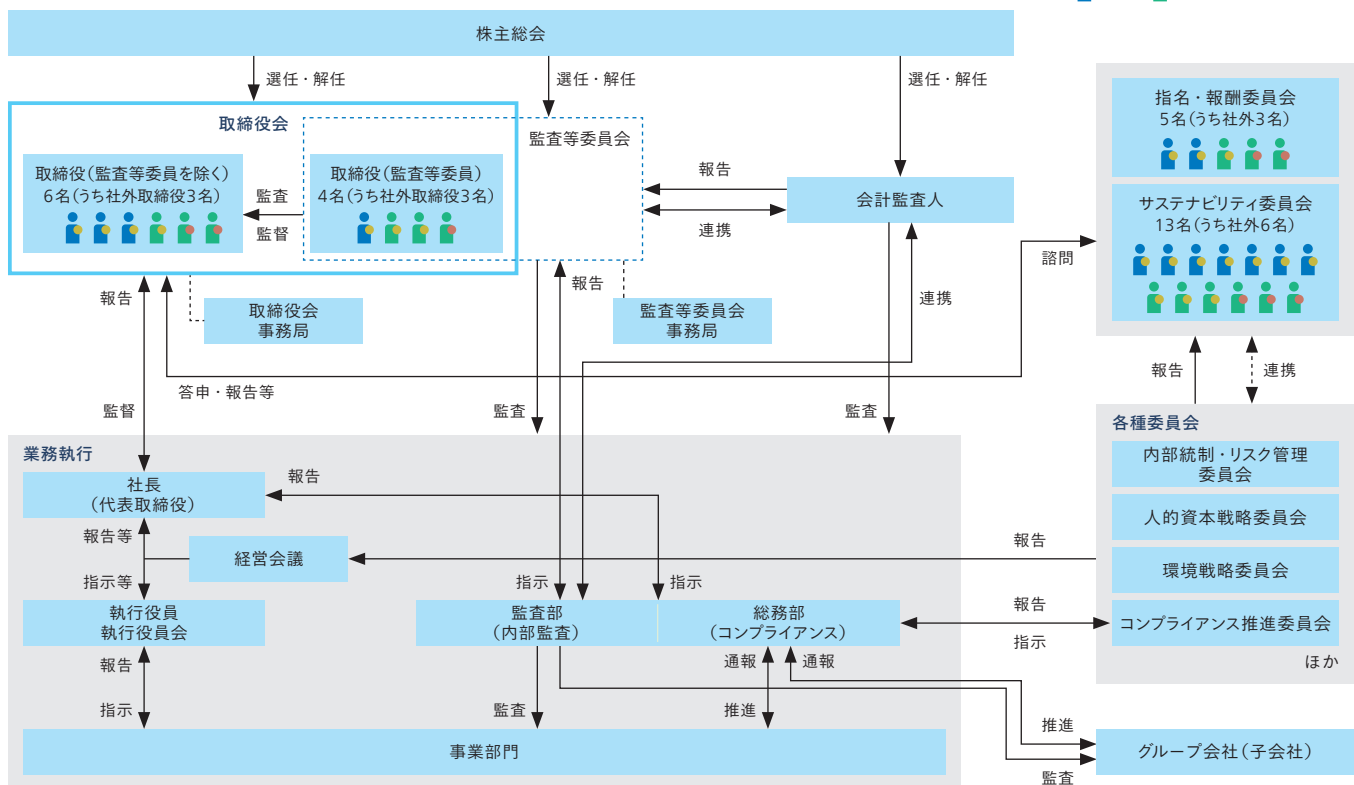 株主総会
選任・解任
選任・解任
選任・解任
取締役会
監査等委員会
取締役（監査等委員を除く）
6名（うち社外取締役3名）
監査
監督
取締役（監査等委員）
4名（うち社外取締役3名）
報告
連携
会計監査人
指名・報酬委員会
5名（うち社外3名）
サステナビリティ委員会
13名（うち社外6名）
諮問
報告
取締役会
事務局
報告
監査等委員会
事務局
連携
答申・報告等
監督
監査
監査
報告
連携
業務執行
社長
（代表取締役）
報告
報告等
経営会議
指示等
執行役員
執行役員会
報告
指示
指示
指示
監査部
（内部監査）
総務部
（コンプライアンス）
監査
通報
通報
推進
事業部門
各種委員会
内部統制・リスク管理
委員会
人的資本戦略委員会
環境戦略委員会
コンプライアンス推進委員会
ほか
報告
報告
指示
推進
グループ会社（子会社）
監査